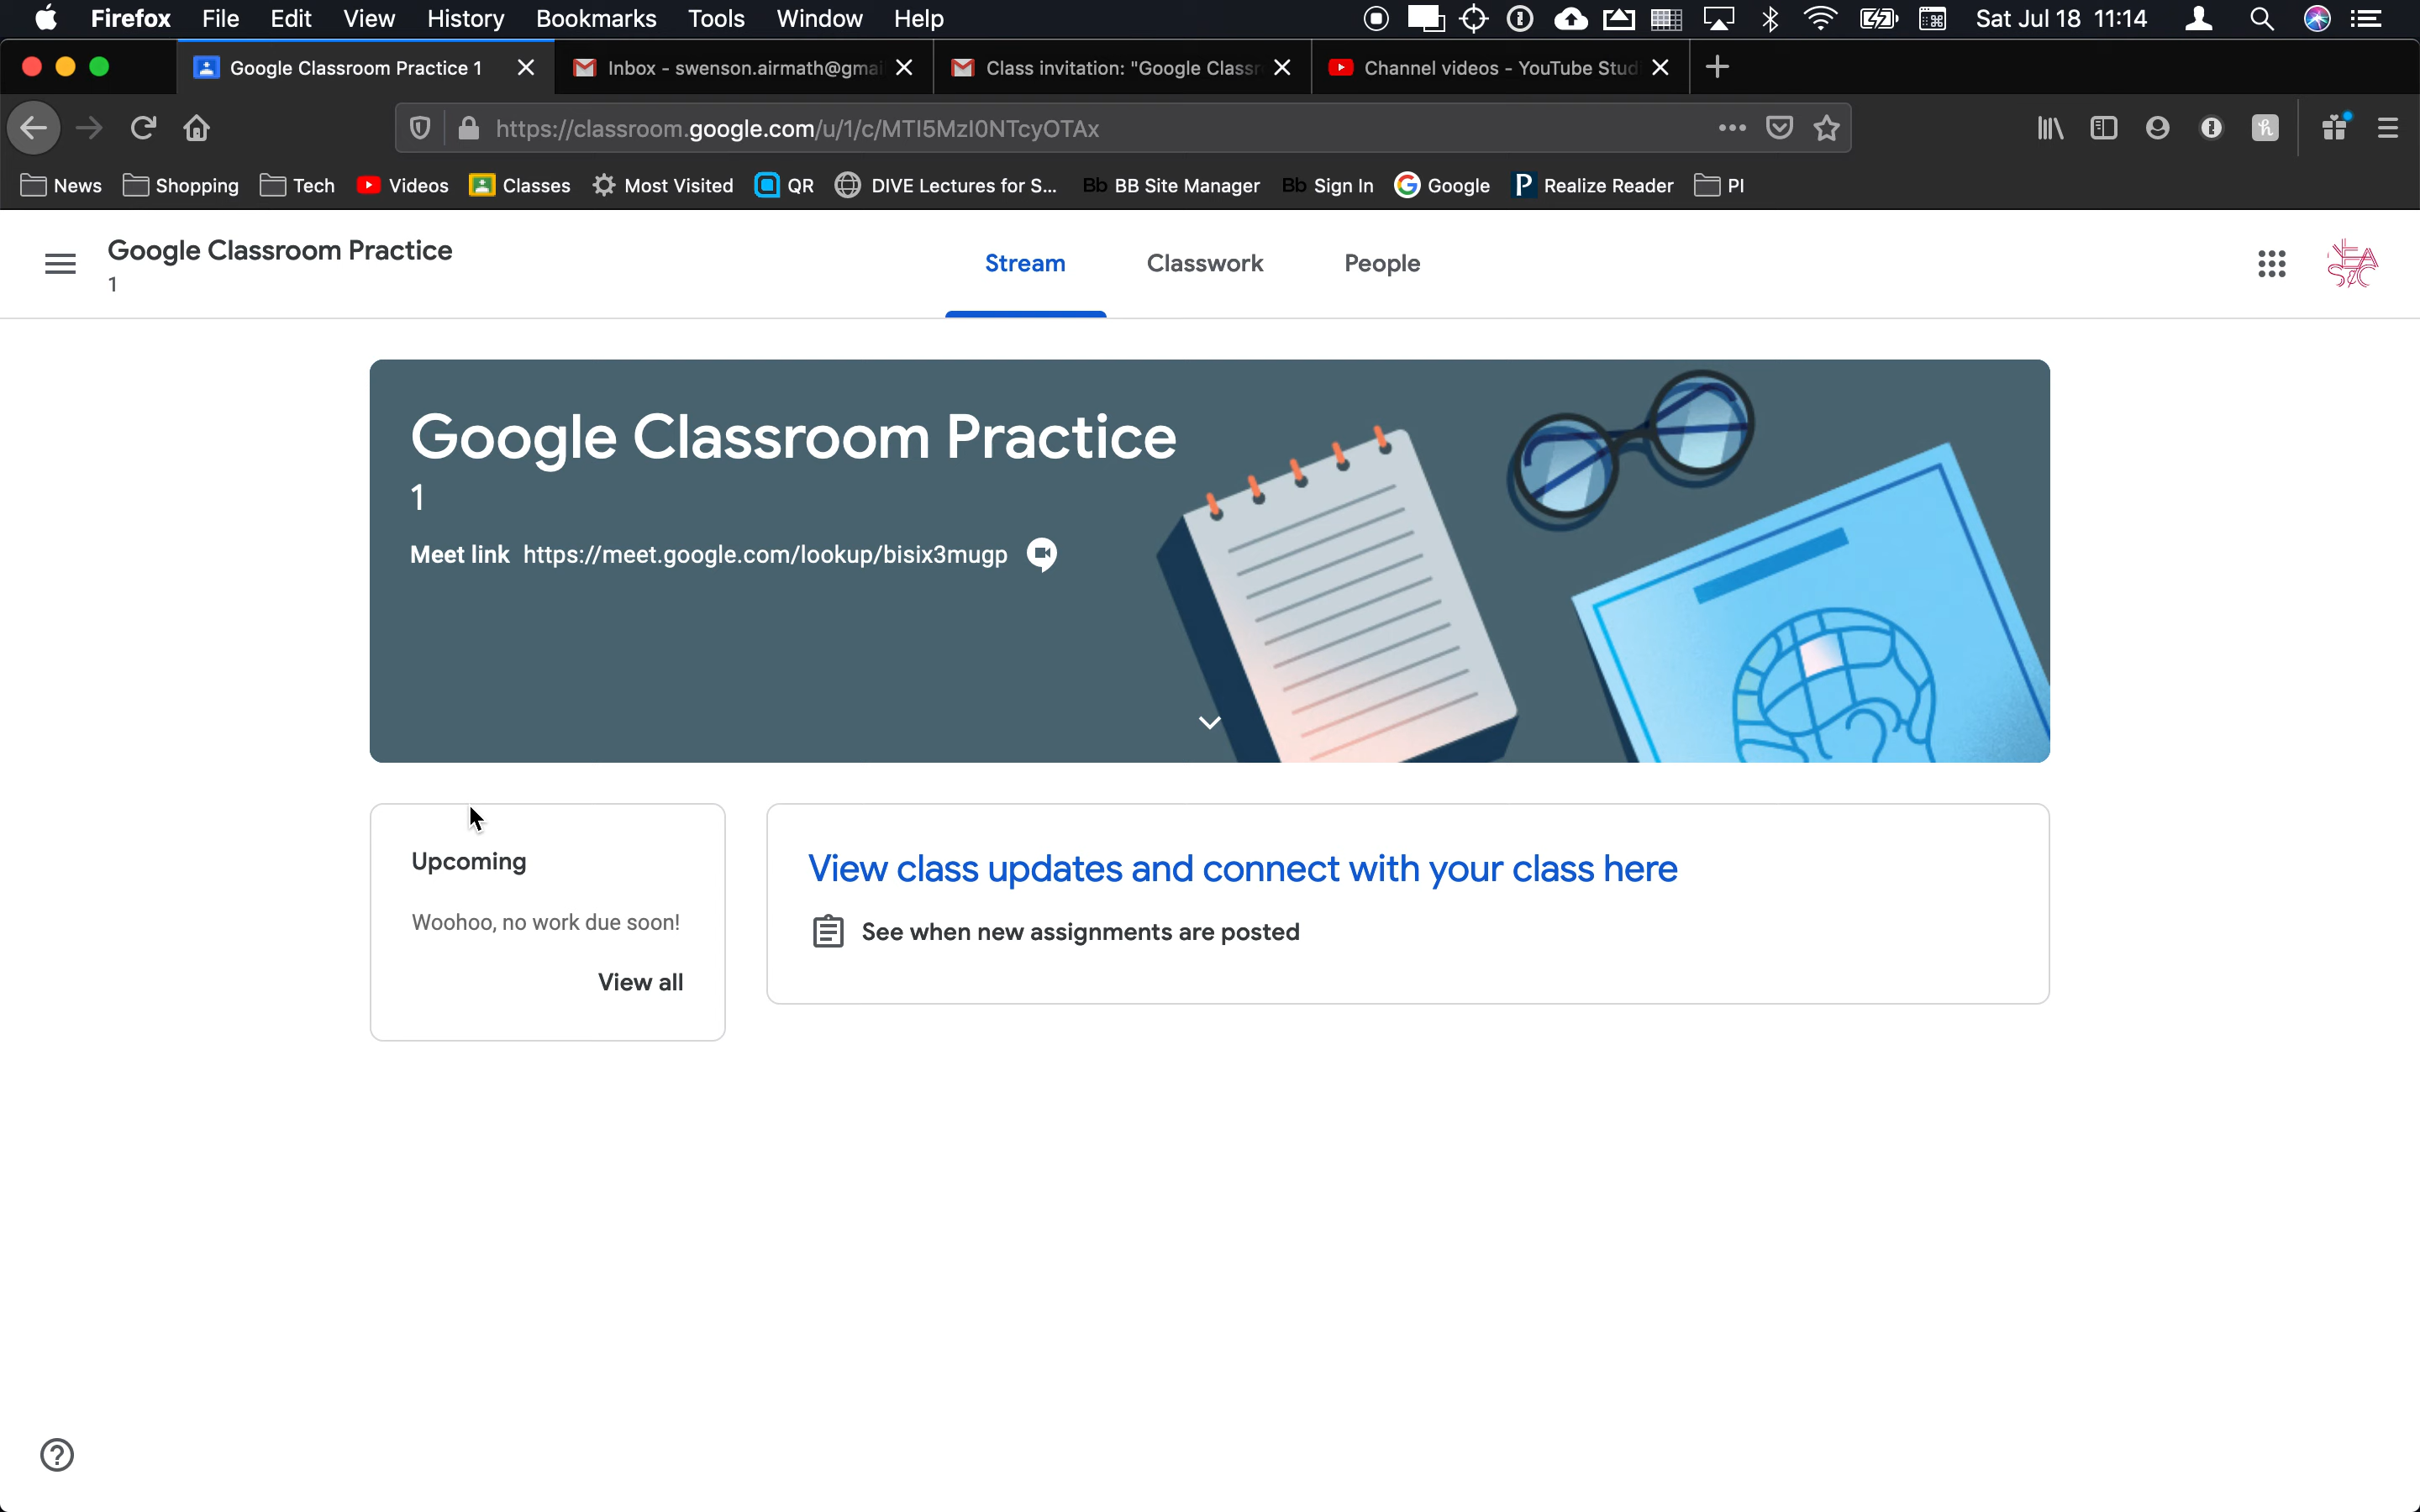 Firefox File Edit View History Bookmarks Tools Window Help Sat Jul 18 11:14
Google Classroom Practice 1 Inbox - swenson.airmath@gmai Class invitation: "Google Classr Channel videos - YouTube Stud
https://classroom.google.com/u/1/c/MTI5MzI0NTcyOTAx
News Shopping Tech Videos Classes Most Visited QR DIVE Lectures for S... Bb BB Site Manager Bb Sign In Google Realize Reader PI
Google Classroom Practice
1
Stream Classwork People
Google Classroom Practice
1
Meet link https://meet.google.com/lookup/bisix3mugp
Upcoming
Woohoo, no work due soon!
View all
View class updates and connect with your class here
See when new assignments are posted